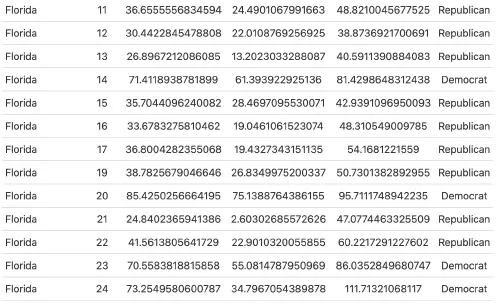 Florida 11 36.6555556834594 24.4901067991663 48.8210045677525 Republican
Florida 12 30.4422845478808 22.0108769256925 38.8736921700691 Republican
Florida 13 26.8967212086085 13.2023033288087 40.5911390884083 Republican
Florida 14 71.4118938781899 61.393922925136 81.4298648312438 Democrat
Florida 15 35.7044096240082 28.4697095530071 42.9391096950093 Republican
Florida 16 33.6783275810462 19.0461061523074 48.310549009785 Republican
Florida 17 36.8004282355068 19.4327343151135 54.1681221559 Republican
Florida 19 38.7825679046646 26.8349975200337 50.7301382892955 Republican
Florida 20 85.4250256664195 75.1388764386155 95.7111748942235 Democrat
Florida 21 24.8402365941386 2.60302685572626 47.0774463325509 Republican
Florida 22 41.5613805641729 22.9010320055855 60.2217291227602 Republican
Florida 23 70.5583818815858 55.0814787950969 86.0352849680747 Democrat
Florida 24 73.2549580600787 34.7967054389878 111.71321068117 Democrat